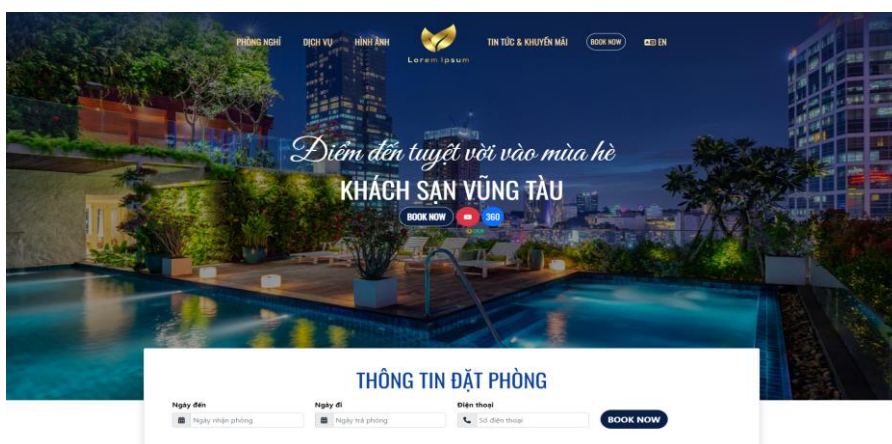 PHÒNG NGHỈ DỊCH VỤ HÌNH ẢNH Lorem Ipsum TIN TỨC & KHUYẾN MÃI BOOK NOW EN
Điểm đến tuyệt vời vào mùa hè
KHÁCH SẠN VŨNG TÀU
BOOK NOW 360
THÔNG TIN ĐẶT PHÒNG
Ngày đến Ngày đi Điện thoại
Ngày nhận phòng Ngày trả phòng Số điện thoại BOOK NOW